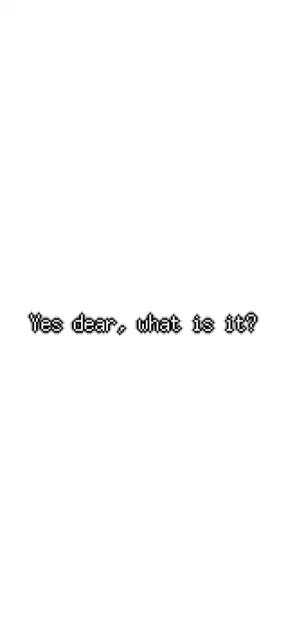 Yes dear, what is it?